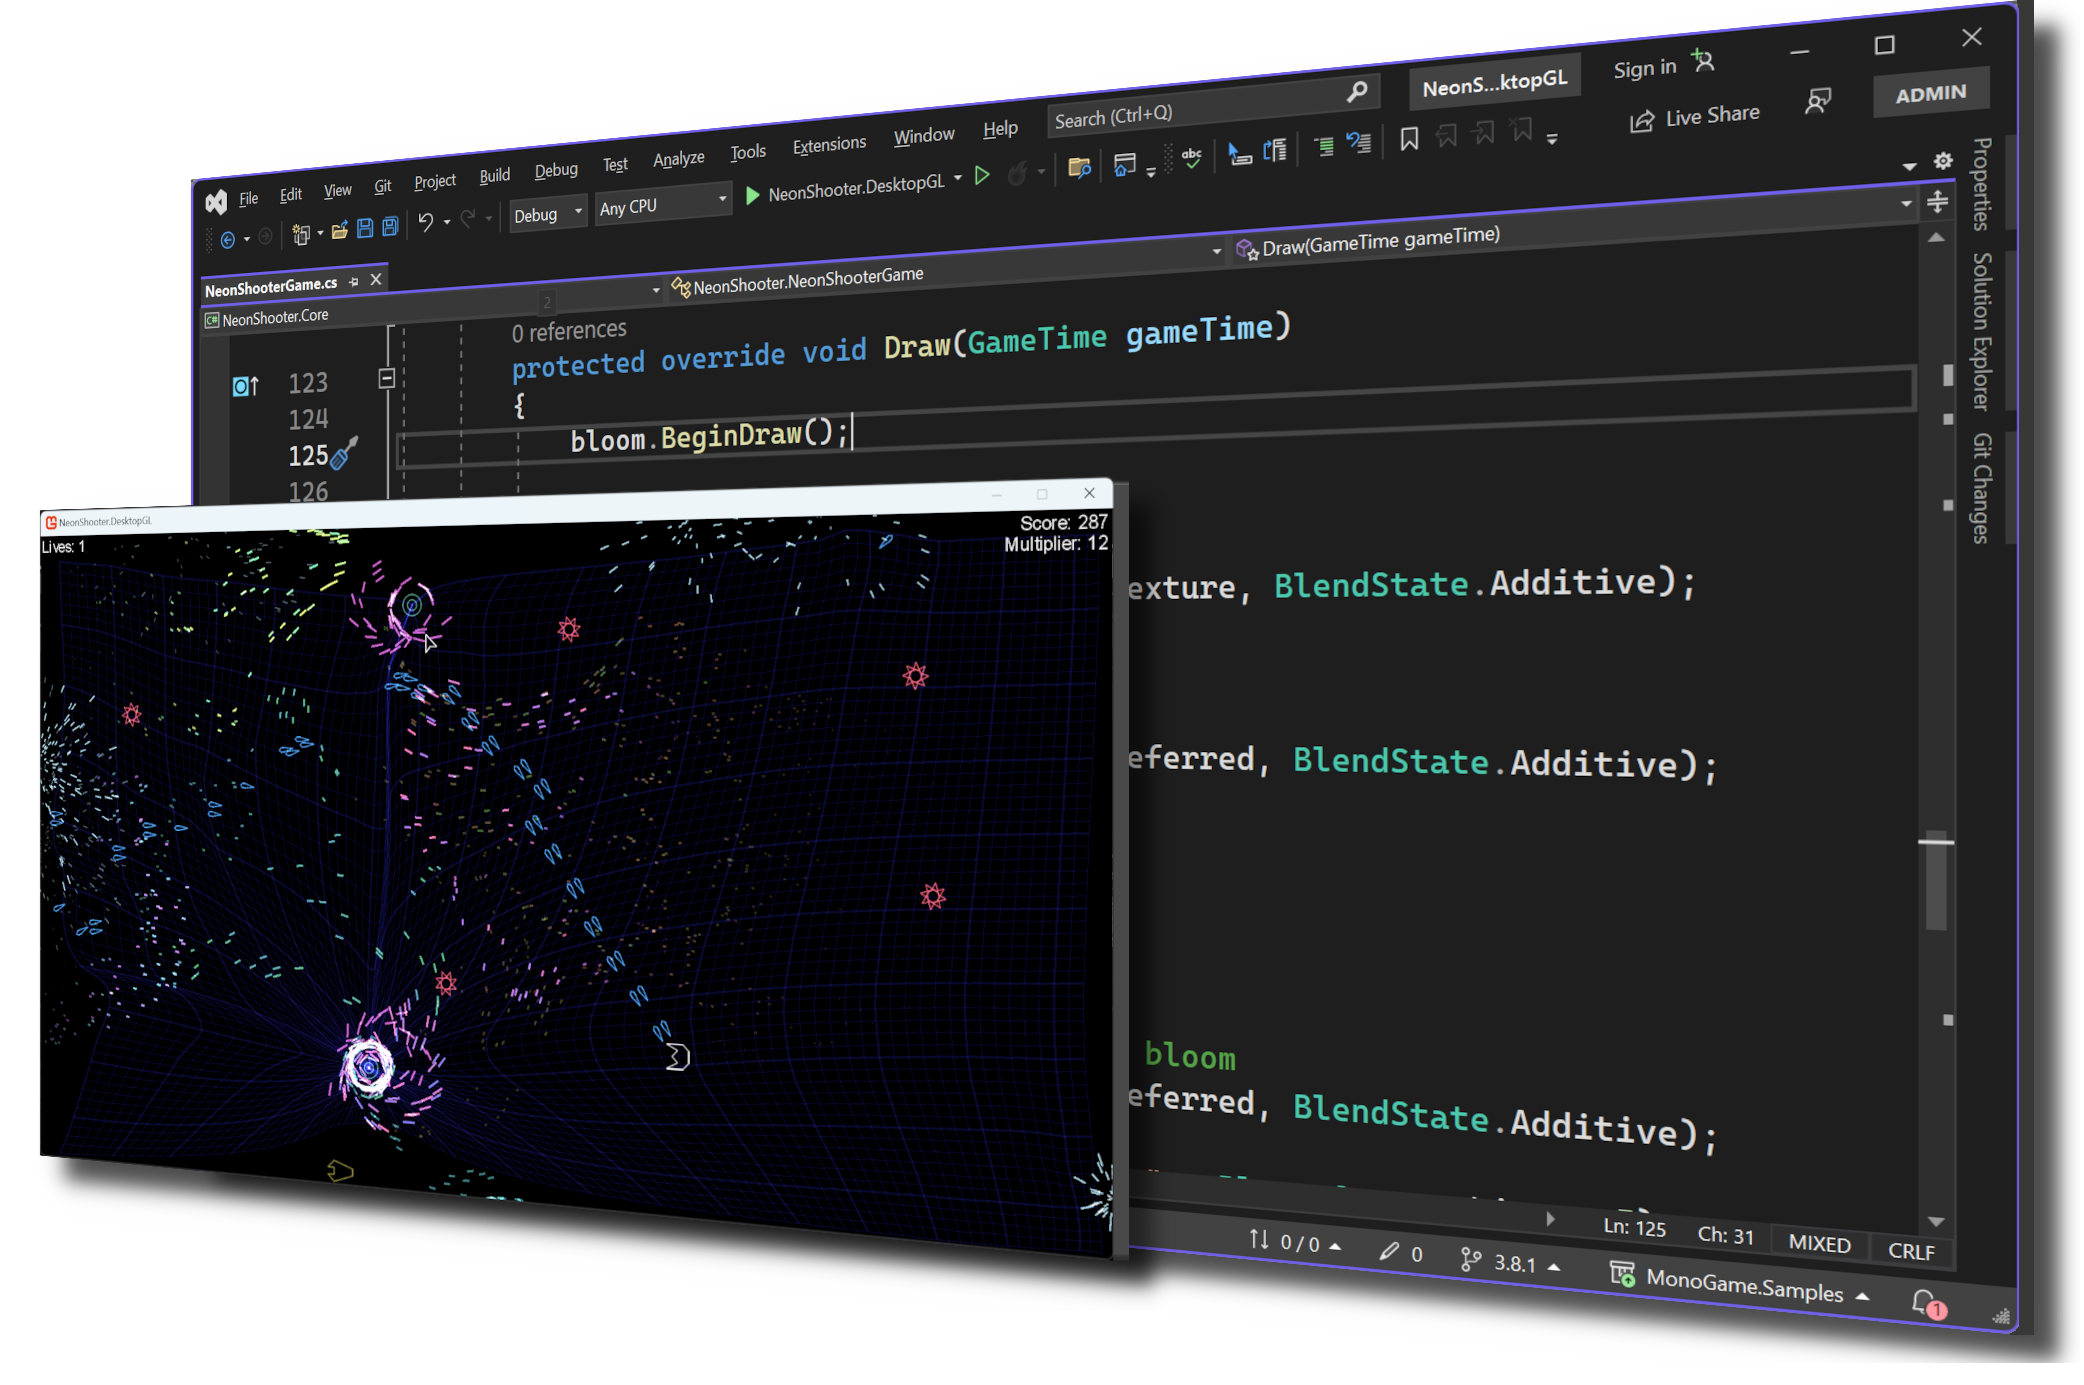 File Edit View Git Project Build Debug Test Analyze Tools Extensions Window Help Search (Ctrl+Q) NeonS...ktopGL Sign in
Debug Any CPU NeonShooter.DesktopGL abc Live Share ADMIN
NeonShooterGame.cs
NeonShooter.Core NeonShooter.NeonShooterGame Draw(GameTime gameTime)
2
C#
Properties
Solution Explorer
Git Changes
0 references
123 protected override void Draw(GameTime gameTime)
124 {
125 bloom.BeginDraw();
126
exture, BlendState.Additive);
eferred, BlendState.Additive);
bloom
eferred, BlendState.Additive);
Ln: 125 Ch: 31 MIXED CRLF
0 / 0 0 3.8.1 MonoGame.Samples 1
NeonShooter.DesktopGL
Lives: 1
Score: 287
Multiplier: 12